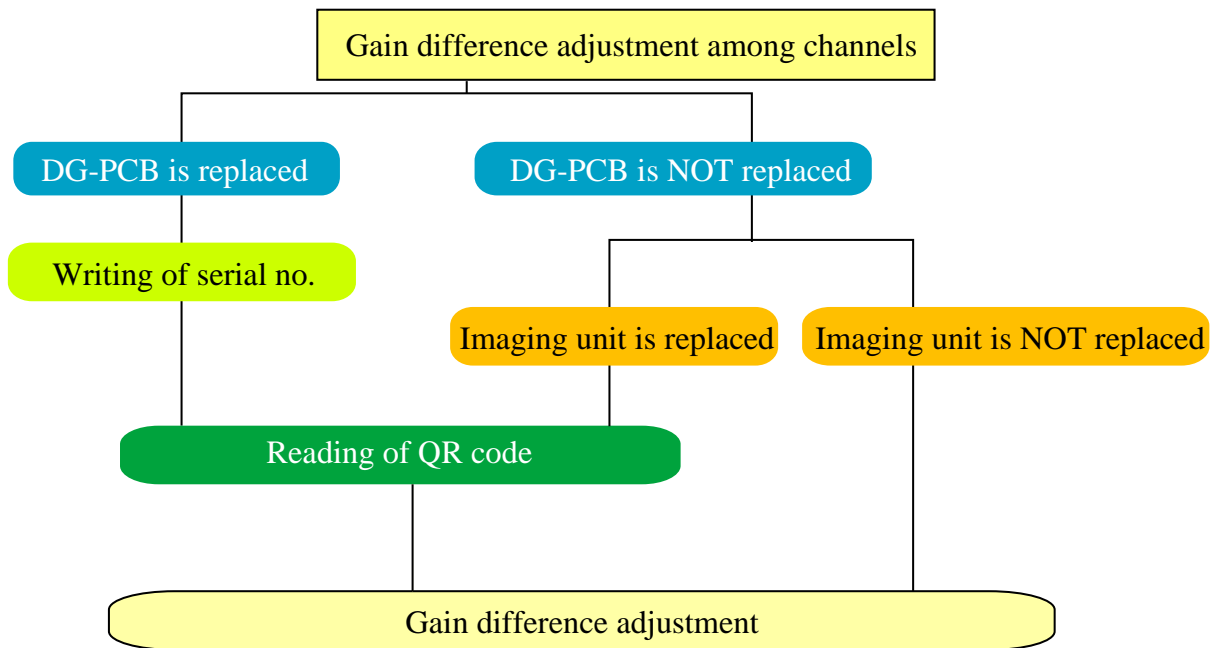 Gain difference adjustment among channels
DG-PCB is replaced
DG-PCB is NOT replaced
Writing of serial no.
Imaging unit is replaced
Imaging unit is NOT replaced
Reading of QR code
Gain difference adjustment